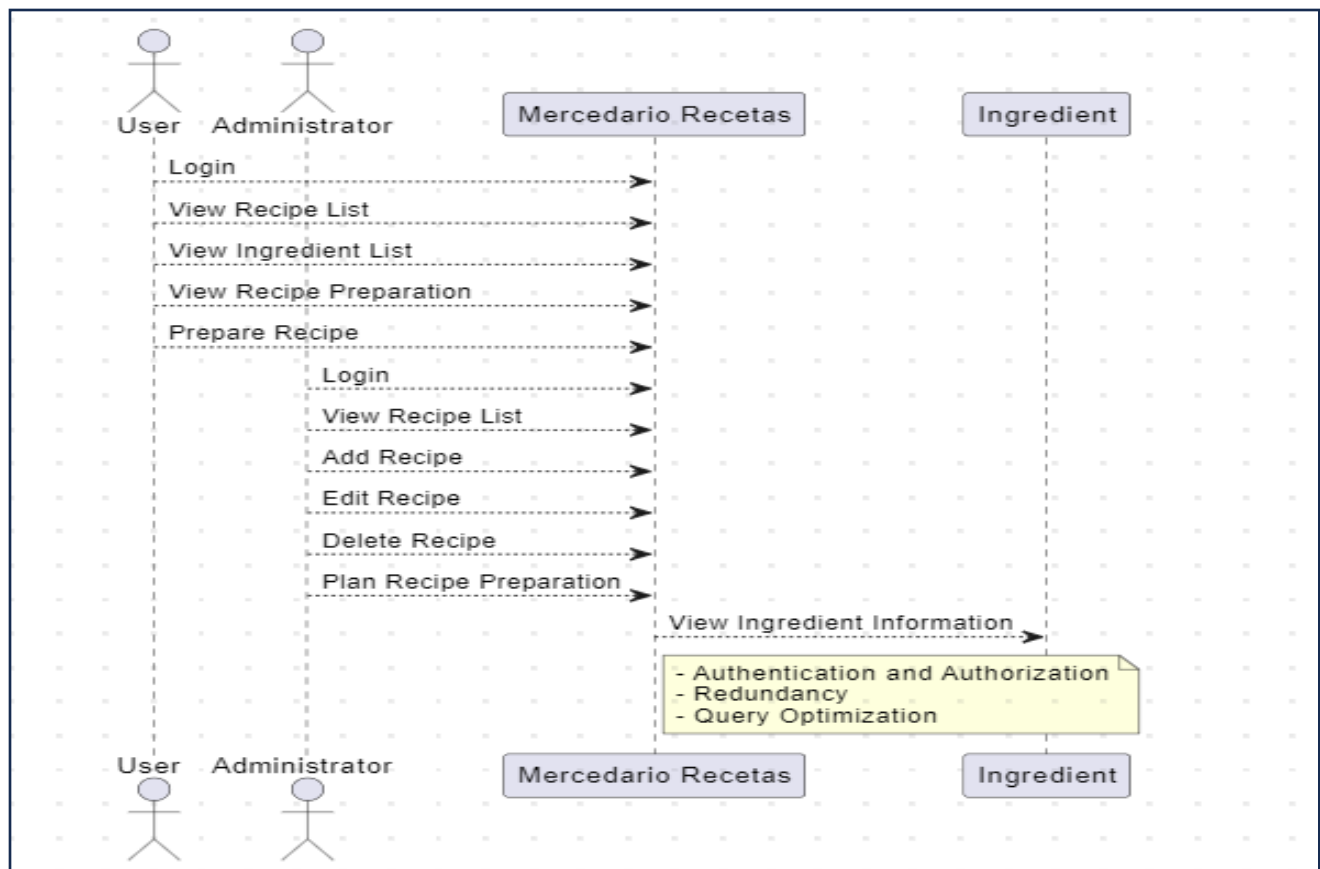 User Administrator Mercedario Recetas Ingredient
Login
View Recipe List
View Ingredient List
View Recipe Preparation
Prepare Recipe
Login
View Recipe List
Add Recipe
Edit Recipe
Delete Recipe
Plan Recipe Preparation
View Ingredient Information
- Authentication and Authorization
- Redundancy
- Query Optimization
User Administrator Mercedario Recetas Ingredient